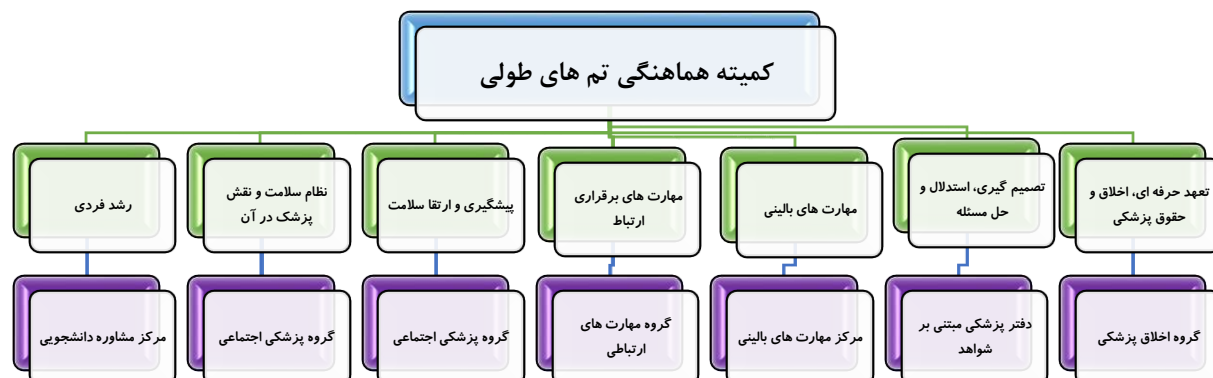 کمیته هماهنگی تم های طولی
تعهد حرفه ای، اخلاق و
حقوق پزشکی
تصمیم گیری، استدلال و
حل مسئله
مهارت های بالینی
مهارت های برقراری
ارتباط
پیشگیری و ارتقا سلامت
نظام سلامت و نقش
پزشک در آن
رشد فردی
گروه اخلاق پزشکی
دفتر پزشکی مبتنی بر
شواهد
مرکز مهارت های بالینی
گروه مهارت های
ارتباطی
گروه پزشکی اجتماعی
گروه پزشکی اجتماعی
مرکز مشاوره دانشجویی